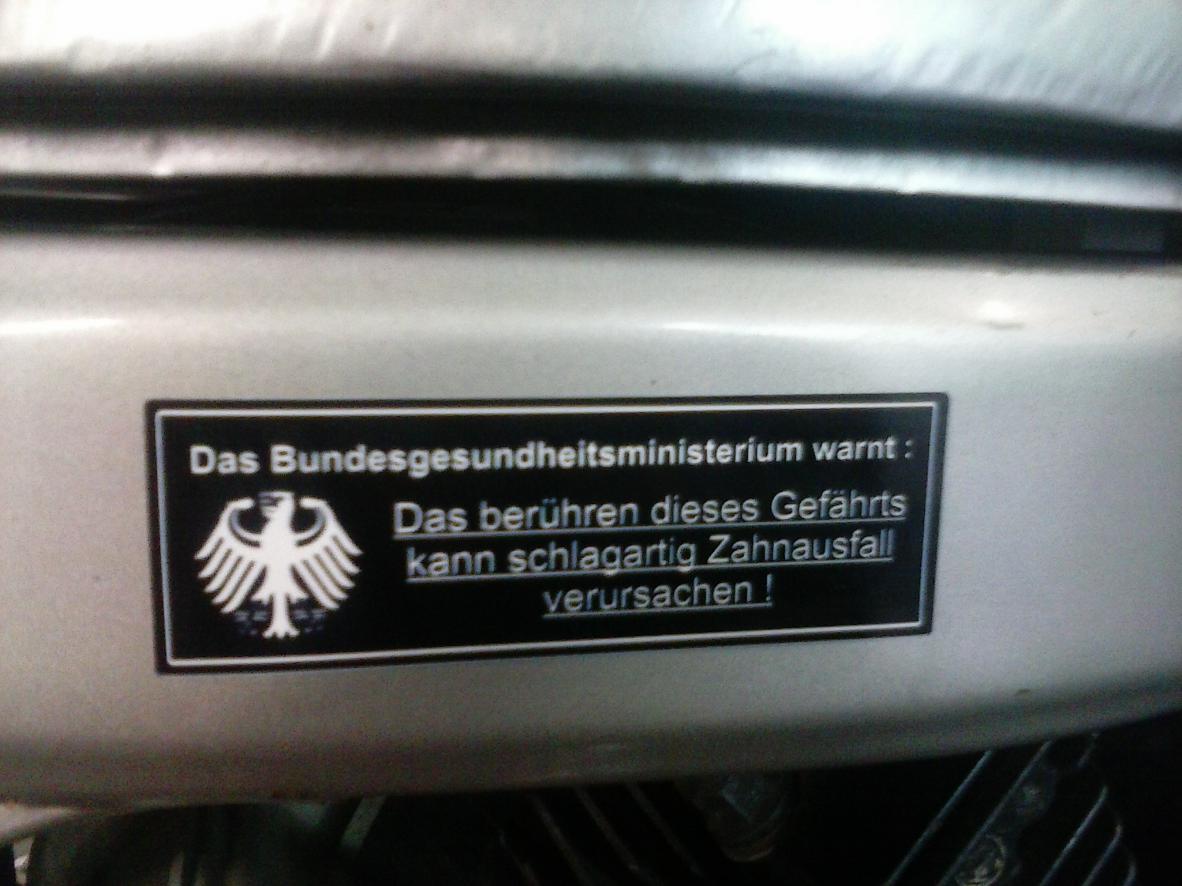 Das Bundesgesundheitsministerium warnt :
Das berühren dieses Gefährts
kann schlagartig Zahnausfall
verursachen !